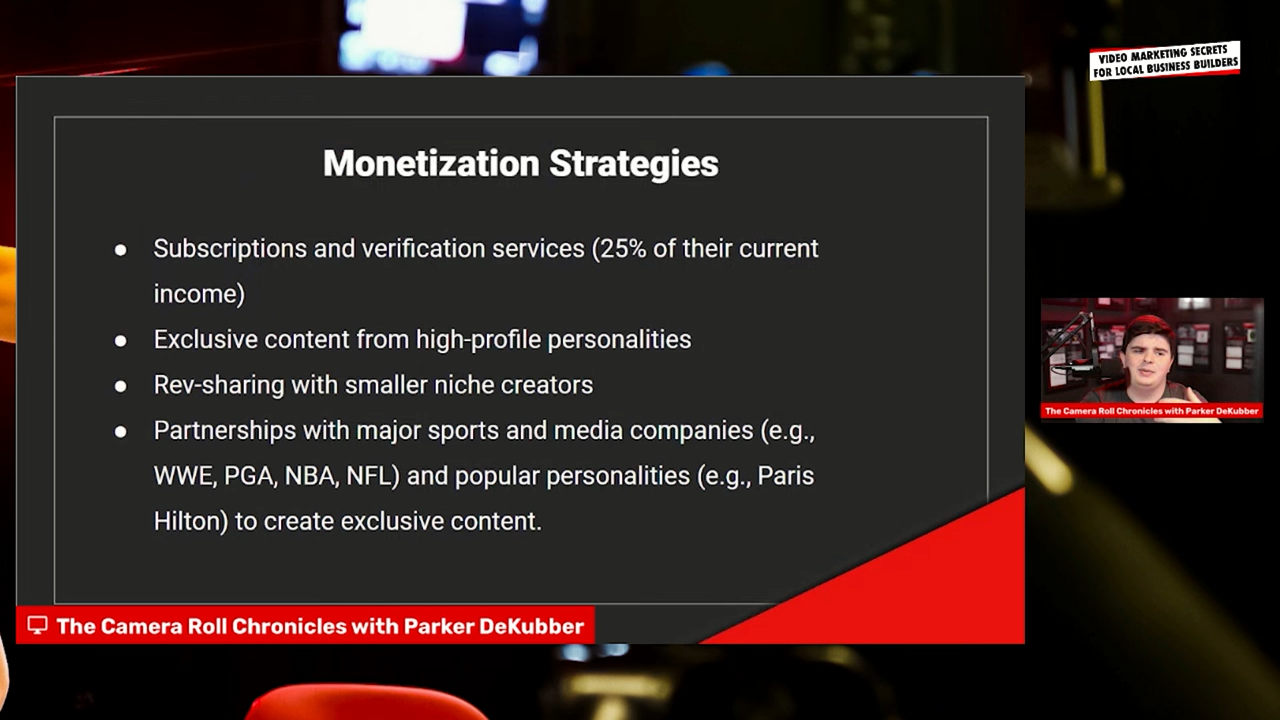 VIDEO MARKETING SECRETS
FOR LOCAL BUSINESS BUILDERS
Monetization Strategies
● Subscriptions and verification services (25% of their current
income)
● Exclusive content from high-profile personalities
● Rev-sharing with smaller niche creators
● Partnerships with major sports and media companies (e.g.,
WWE, PGA, NBA, NFL) and popular personalities (e.g., Paris
Hilton) to create exclusive content.
The Camera Roll Chronicles with Parker DeKubber
The Camera Roll Chronicles with Parker DeKubber